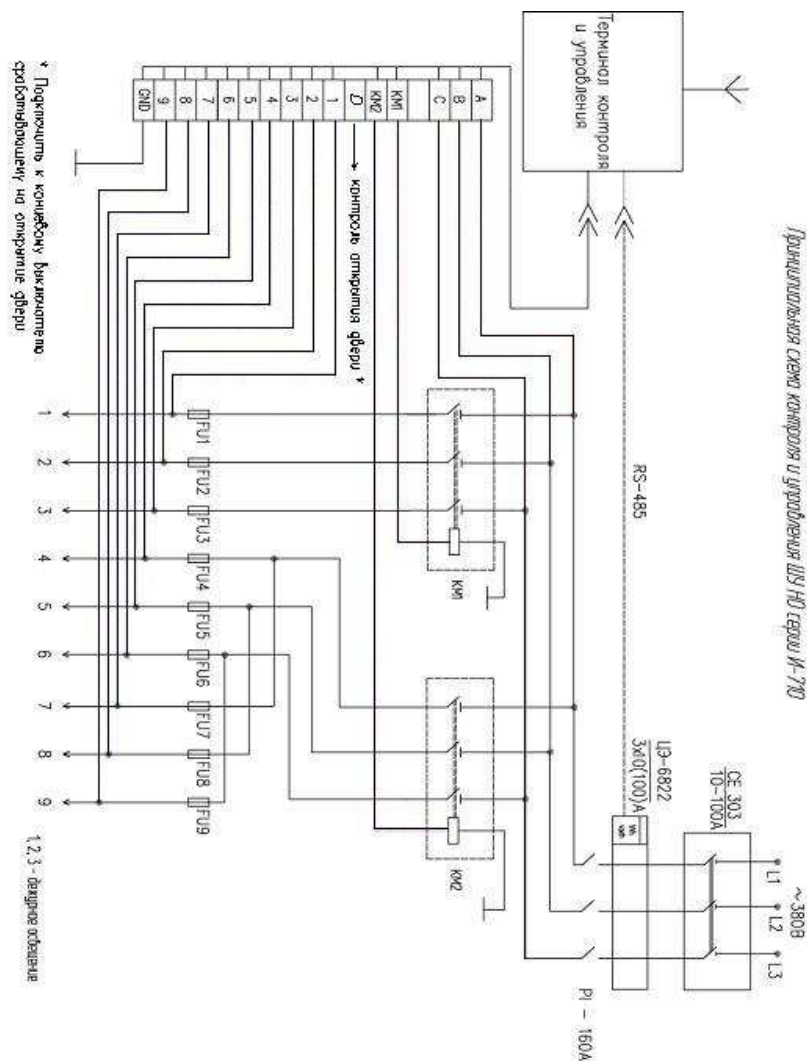 Принципиальная схема контроля и управления ШУ НО серии И-710
Терминал контроля
и управления
RS-485
ЦЭ-6822
3х10(100)А
CE 303
10-100А
~380В
L1
L2
L3
Wh
PI - 160А
A
B
C
KM1
KM2
D
1
2
3
4
5
6
7
8
9
GND
* контроль открытия двери *
KM1
KM2
FU1
FU2
FU3
FU4
FU5
FU6
FU7
FU8
FU9
1
2
3
4
5
6
7
8
9
1,2,3 - дежурное освещение
* Подключить к концевому выключателю
срабатывающему на открытие двери